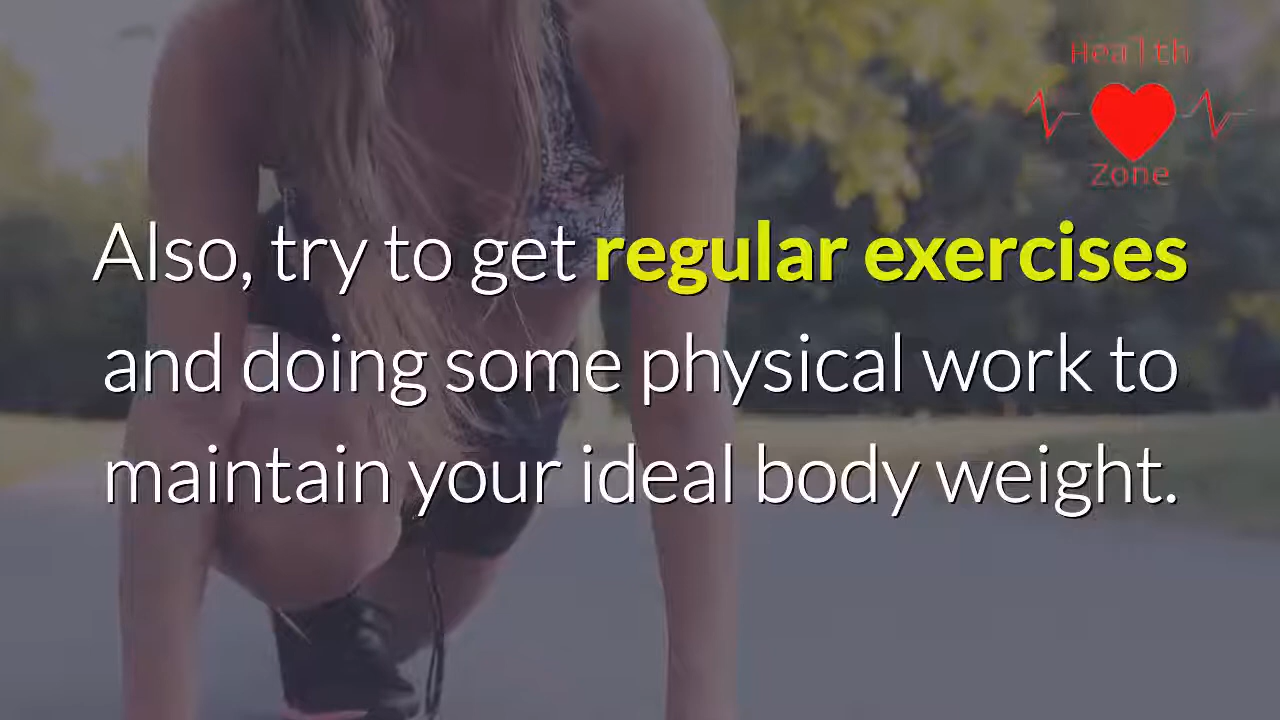 Health
Zone
Also, try to get regular exercises
and doing some physical work to
maintain your ideal body weight.